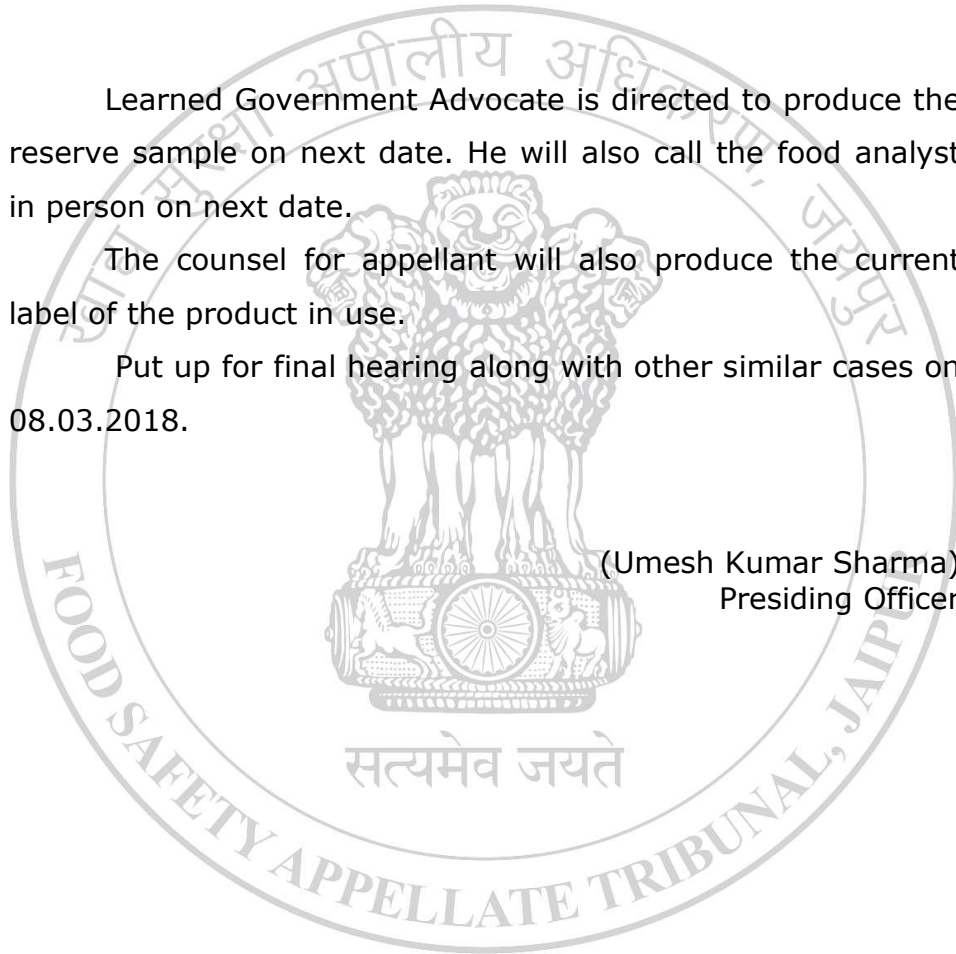 खाद्य सुरक्षा अपीलीय अधिकरण, जयपुर
Learned Government Advocate is directed to produce the
reserve sample on next date. He will also call the food analyst
in person on next date.
The counsel for appellant will also produce the current
label of the product in use.
Put up for final hearing along with other similar cases on
08.03.2018.
(Umesh Kumar Sharma)
Presiding Officer
सत्यमेव जयते
FOOD SAFETY APPELLATE TRIBUNAL, JAIPUR